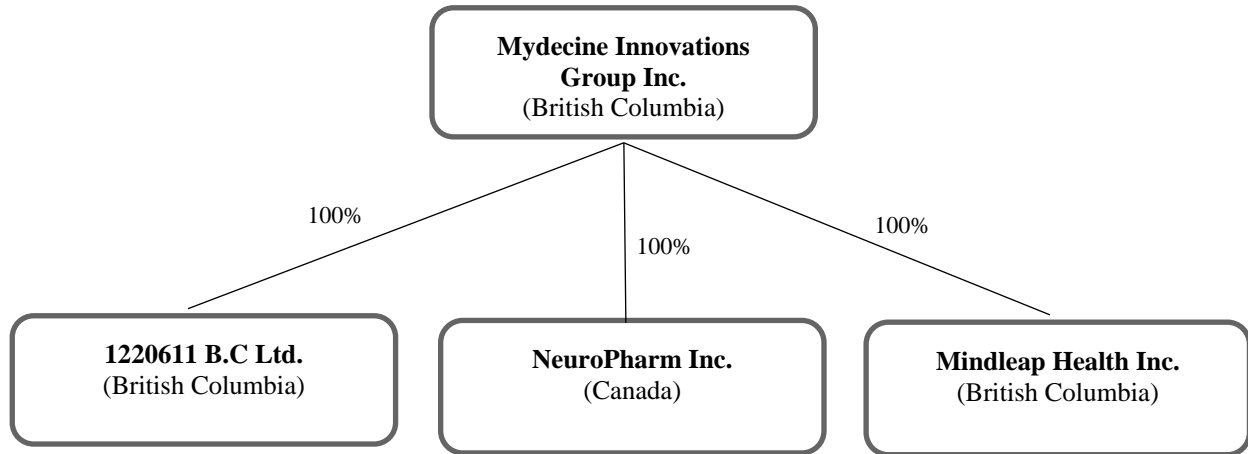 Mydecine Innovations
Group Inc.
(British Columbia)
100%
100%
100%
1220611 B.C Ltd.
(British Columbia)
NeuroPharm Inc.
(Canada)
Mindleap Health Inc.
(British Columbia)